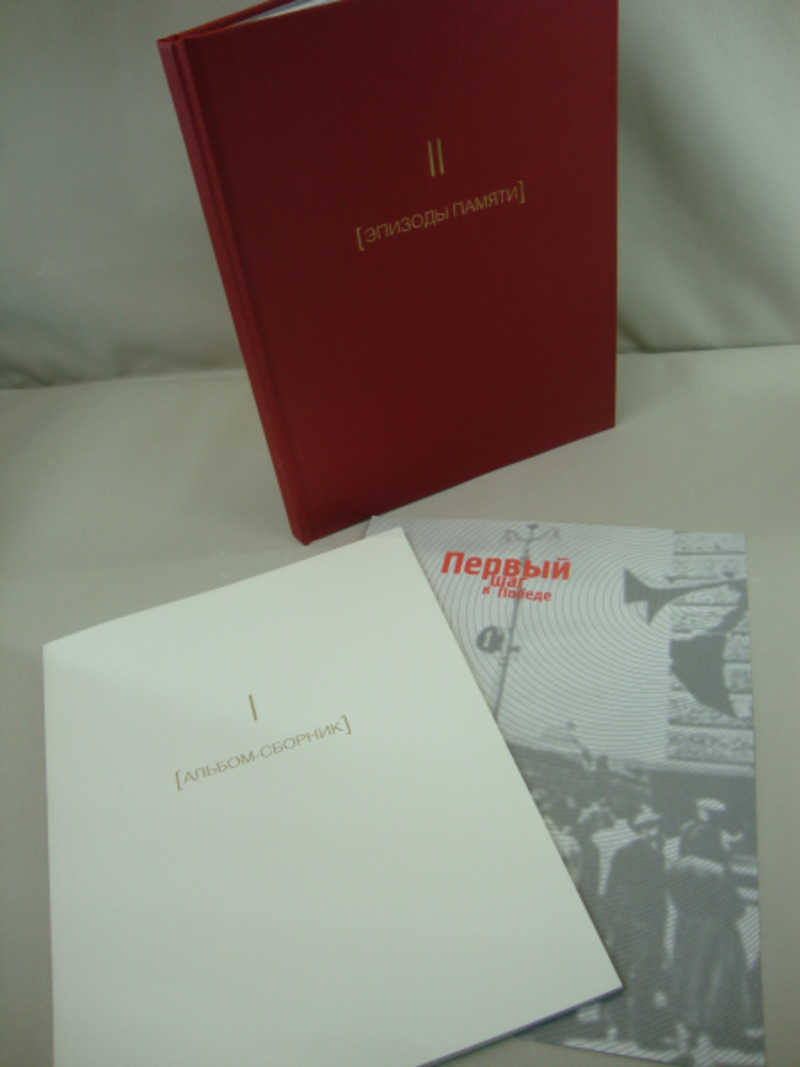 II
[ЭПИЗОДЫ ПАМЯТИ]
Первый
шаг
к Победе
I
[АЛЬБОМ-СБОРНИК]